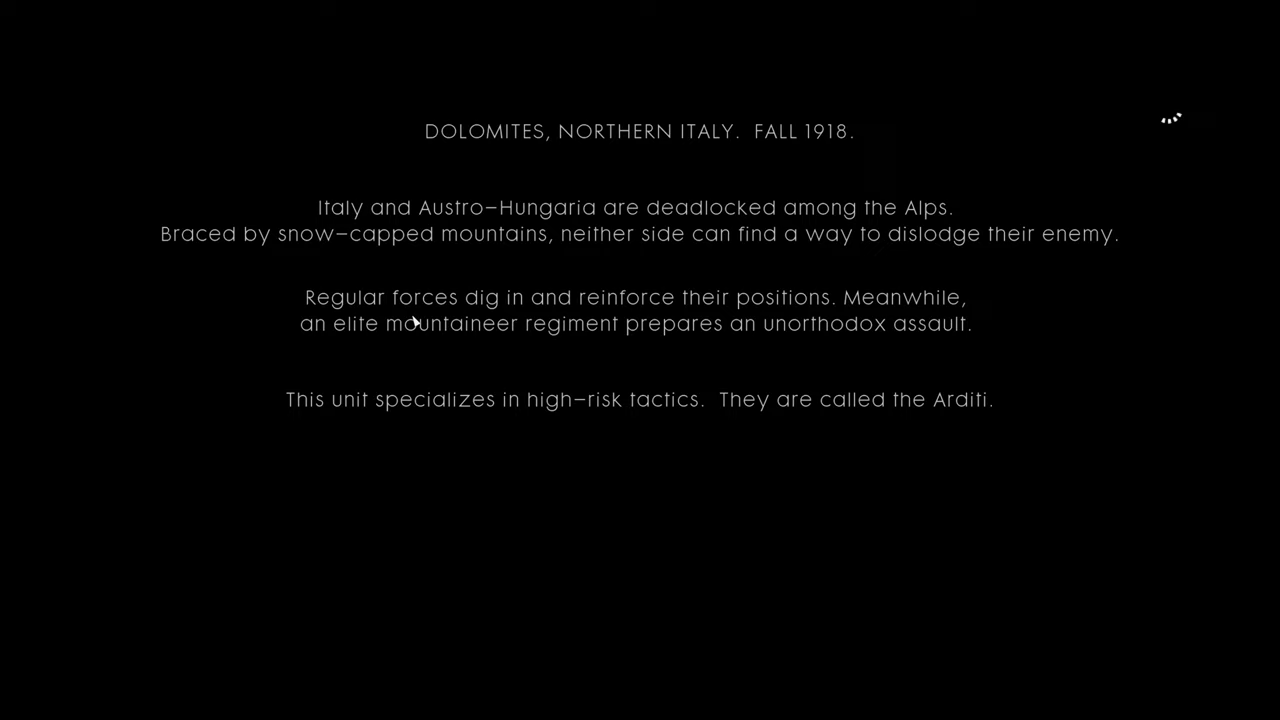 DOLOMITES, NORTHERN ITALY. FALL 1918.
Italy and Austro-Hungaria are deadlocked among the Alps.
Braced by snow-capped mountains, neither side can find a way to dislodge their enemy.
Regular forces dig in and reinforce their positions. Meanwhile,
an elite mountaineer regiment prepares an unorthodox assault.
This unit specializes in high-risk tactics. They are called the Arditi.